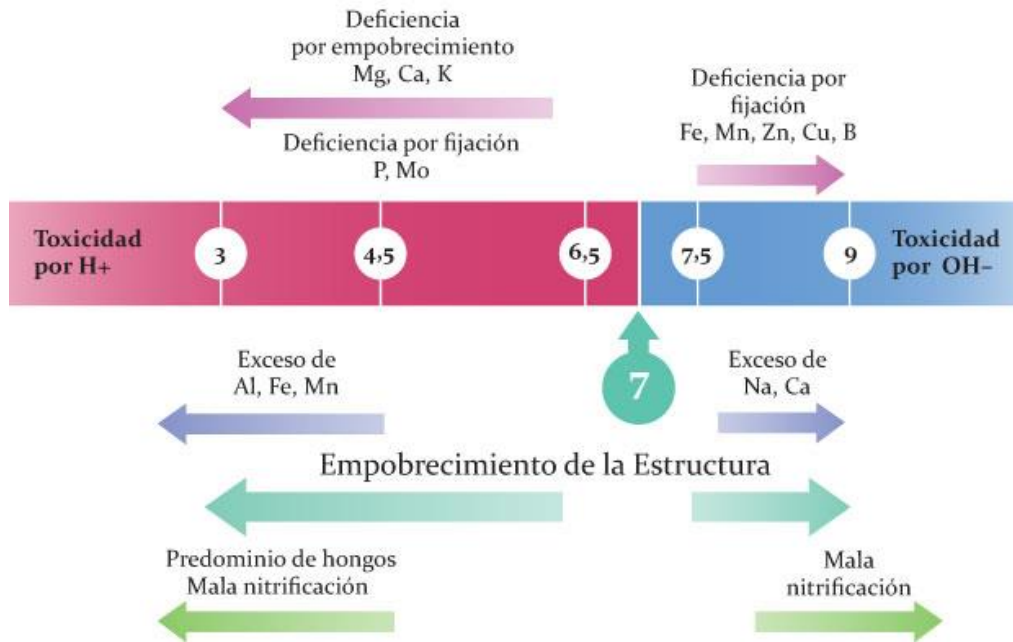 Deficiencia
por empobrecimiento
Mg, Ca, K
Deficiencia por
fijación
Fe, Mn, Zn, Cu, B
Deficiencia por fijación
P, Mo
Toxicidad
por H+
3
4,5
6,5
7,5
9
Toxicidad
por OH–
7
Exceso de
Al, Fe, Mn
Exceso de
Na, Ca
Empobrecimiento de la Estructura
Predominio de hongos
Mala nitrificación
Mala
nitrificación